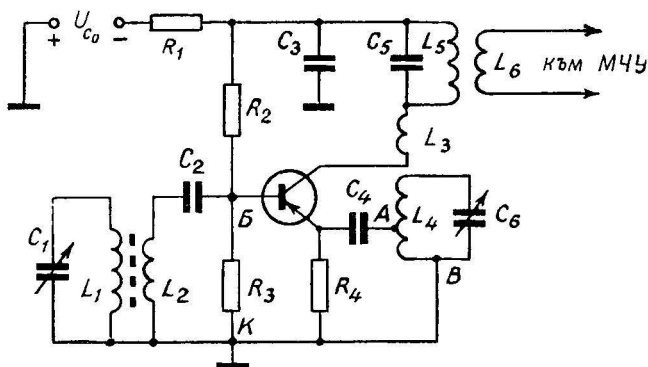 U_c₀
+ −
R₁
C₃
C₅
L₅
L₆
към МЧУ
R₂
L₃
C₂
C₄
A
L₄
C₆
Б
C₁
L₁
L₂
R₃
R₄
B
K